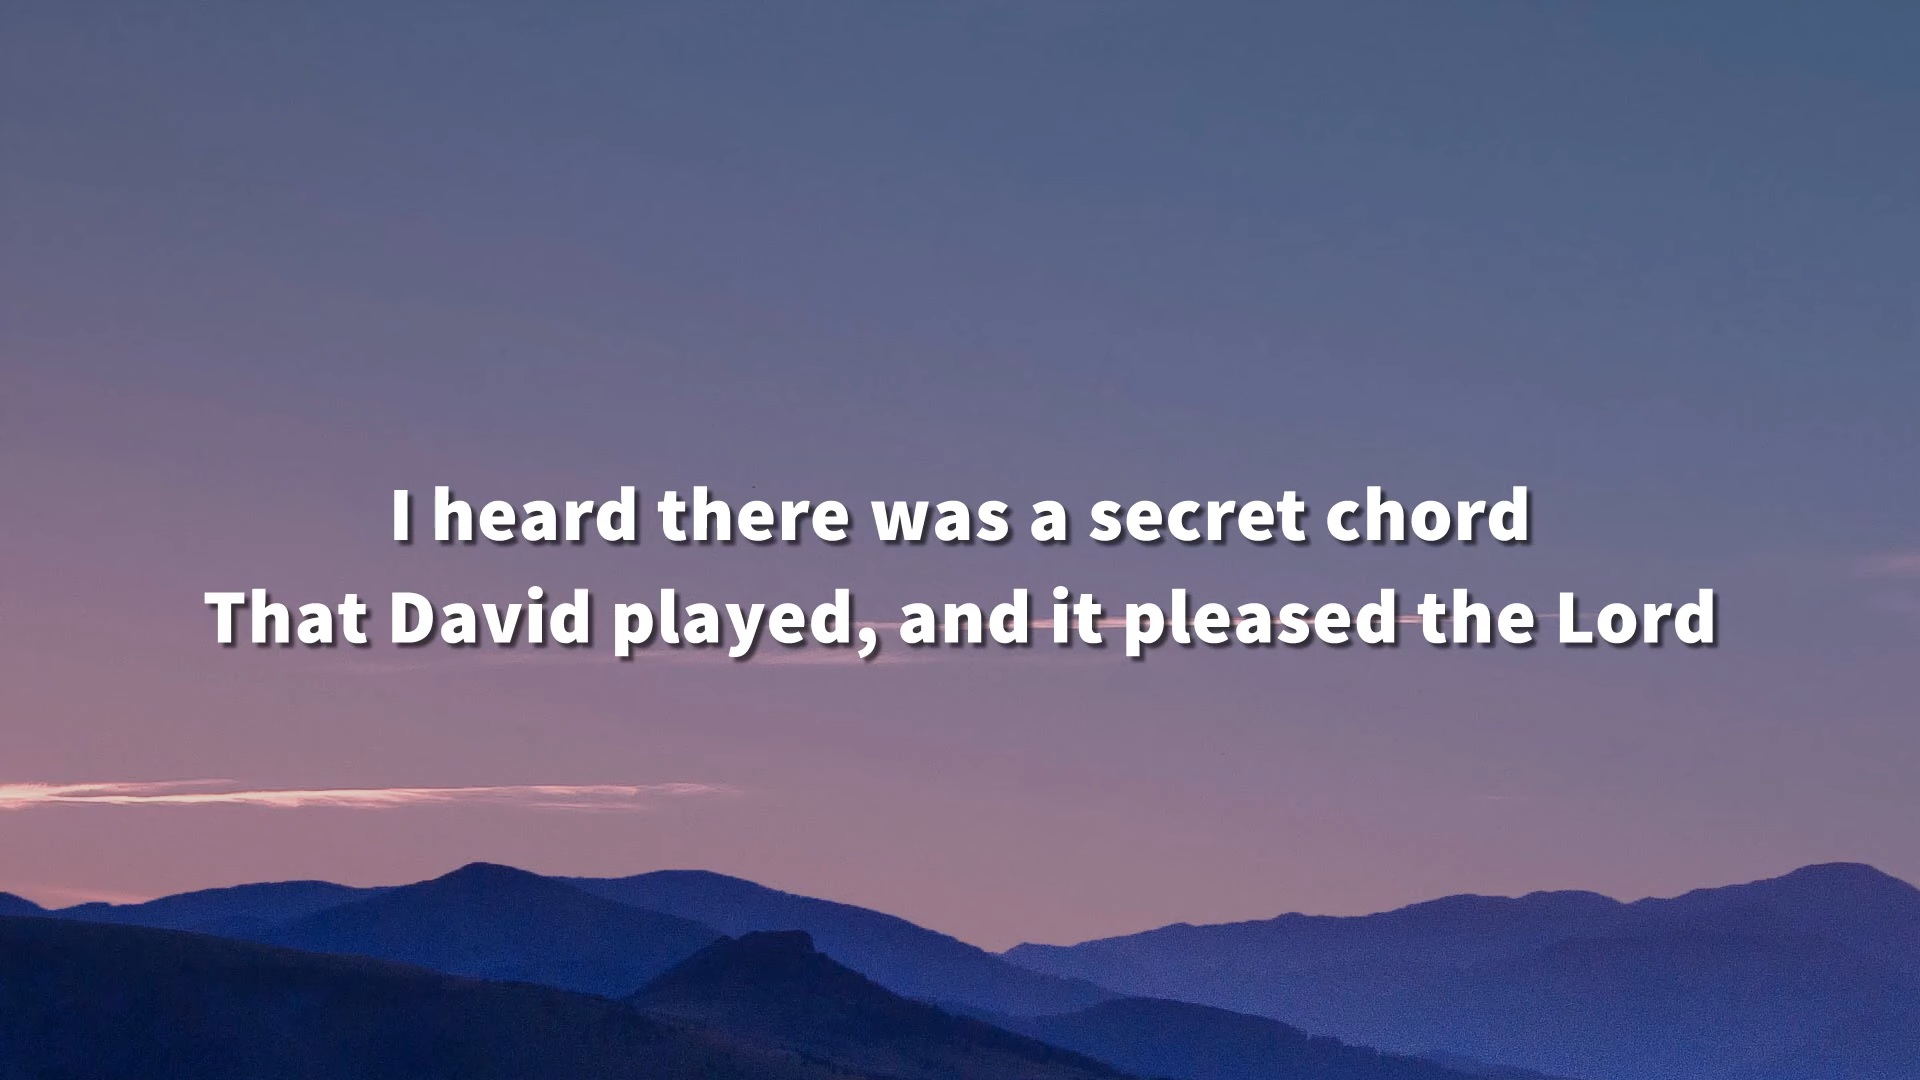 I heard there was a secret chord
That David played, and it pleased the Lord